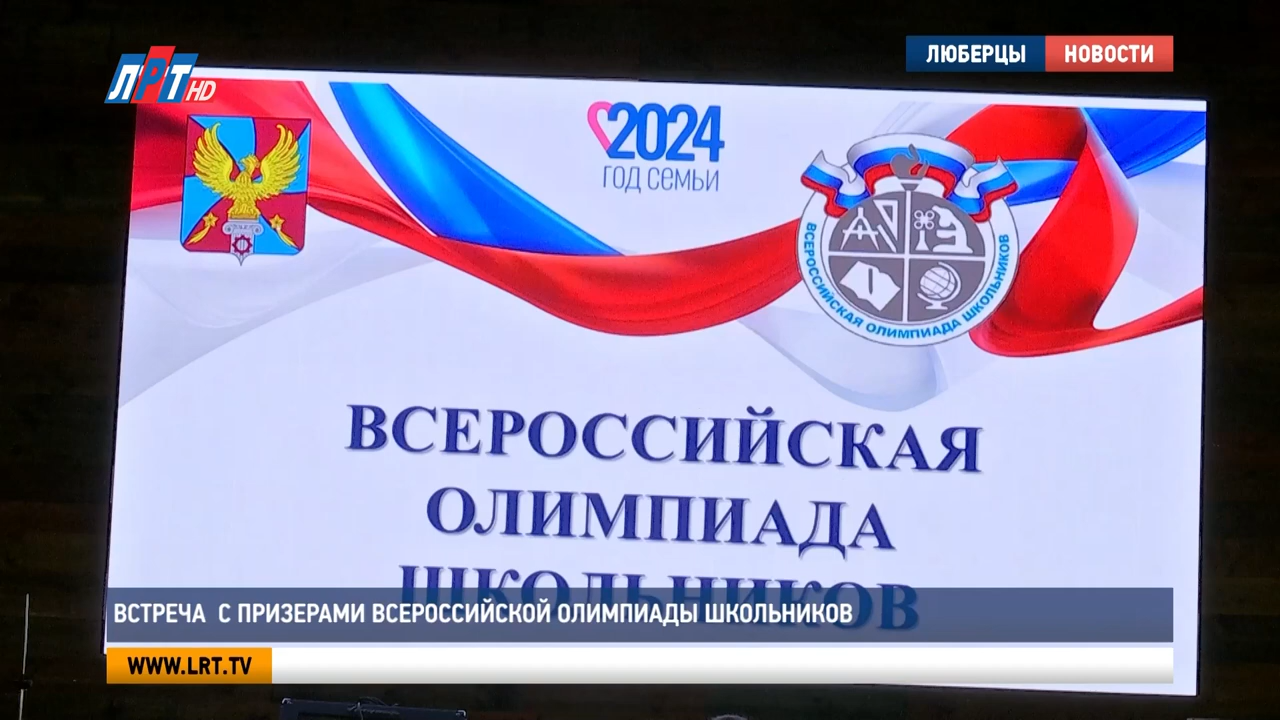 ЛРТ HD
ЛЮБЕРЦЫ НОВОСТИ
2024
ГОД СЕМЬИ
ВСЕРОССИЙСКАЯ ОЛИМПИАДА ШКОЛЬНИКОВ
ВСЕРОССИЙСКАЯ
ОЛИМПИАДА
ШКОЛЬНИКОВ
ВСТРЕЧА С ПРИЗЕРАМИ ВСЕРОССИЙСКОЙ ОЛИМПИАДЫ ШКОЛЬНИКОВ
WWW.LRT.TV